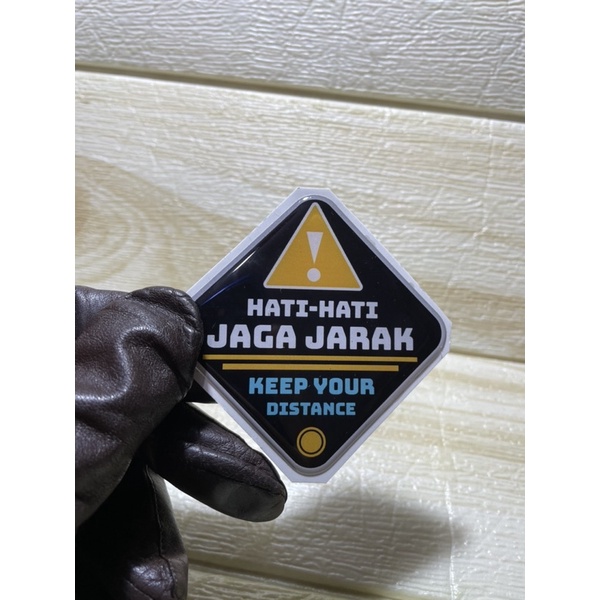 !
HATI-HATI
JAGA JARAK
KEEP YOUR
DISTANCE